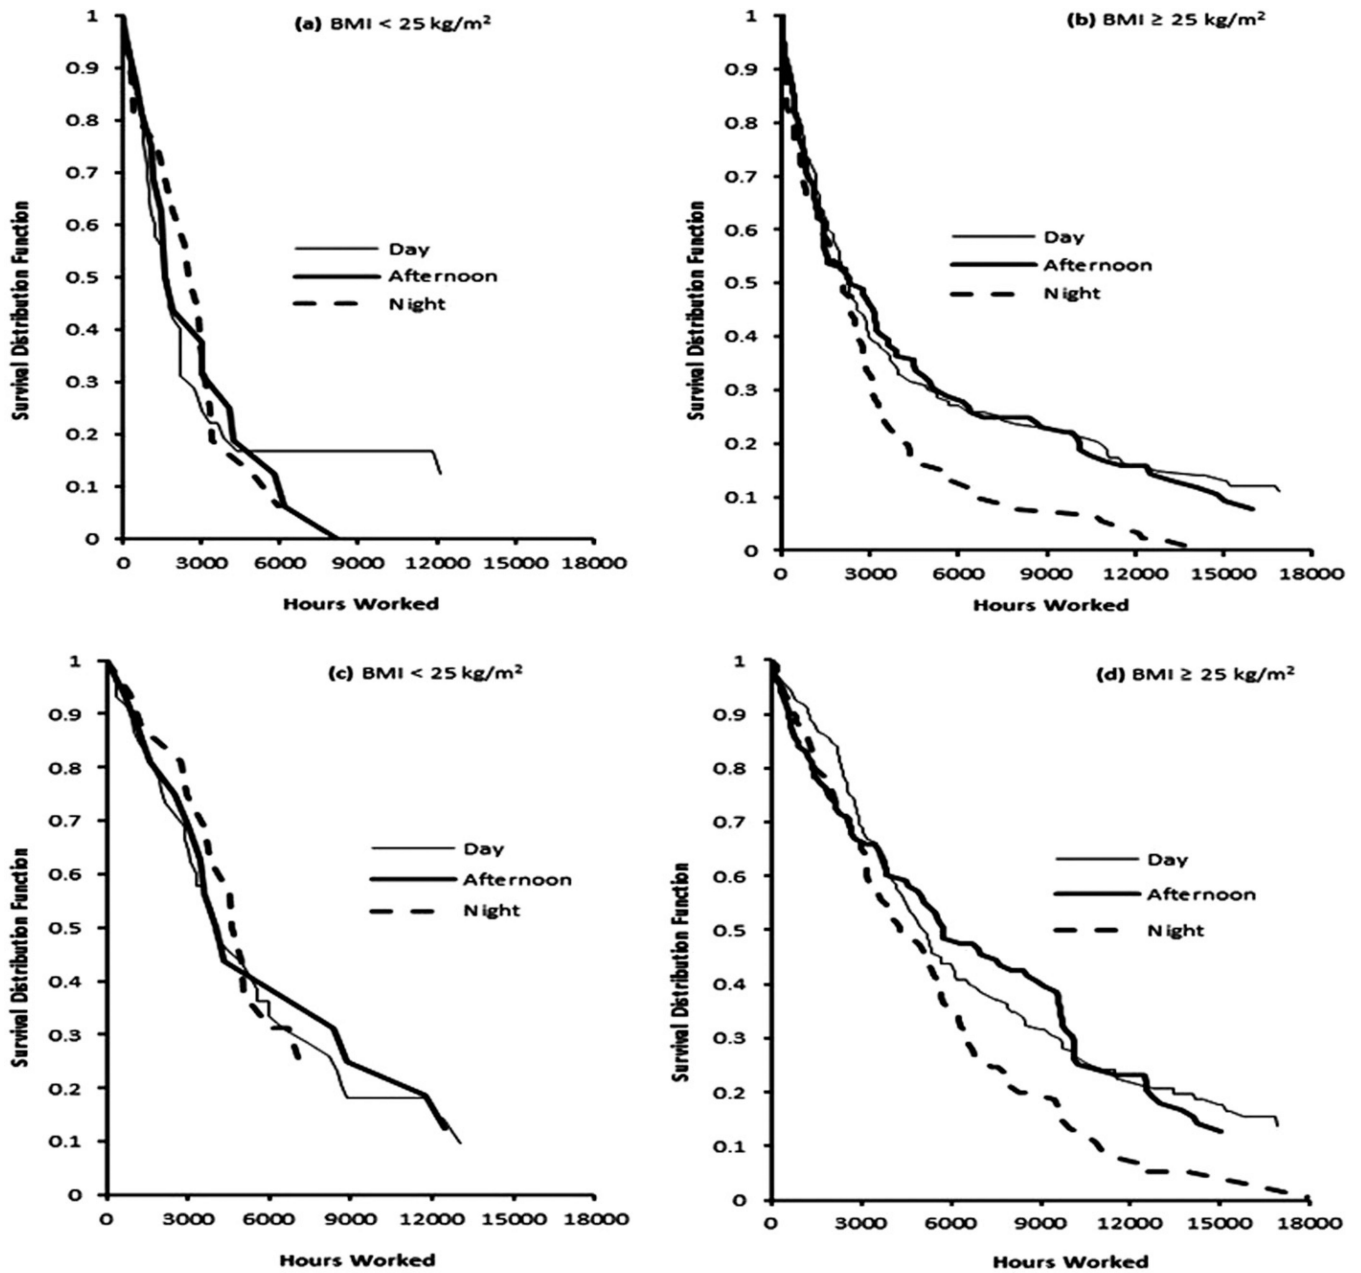 (a) BMI < 25 kg/m²
Survival Distribution Function
1
0.9
0.8
0.7
0.6
0.5
0.4
0.3
0.2
0.1
0
Day
Afternoon
Night
0 3000 6000 9000 12000 15000 18000
Hours Worked
(b) BMI ≥ 25 kg/m²
Survival Distribution Function
1
0.9
0.8
0.7
0.6
0.5
0.4
0.3
0.2
0.1
0
Day
Afternoon
Night
0 3000 6000 9000 12000 15000 18000
Hours Worked
(c) BMI < 25 kg/m²
Survival Distribution Function
1
0.9
0.8
0.7
0.6
0.5
0.4
0.3
0.2
0.1
0
Day
Afternoon
Night
0 3000 6000 9000 12000 15000 18000
Hours Worked
(d) BMI ≥ 25 kg/m²
Survival Distribution Function
1
0.9
0.8
0.7
0.6
0.5
0.4
0.3
0.2
0.1
0
Day
Afternoon
Night
0 3000 6000 9000 12000 15000 18000
Hours Worked